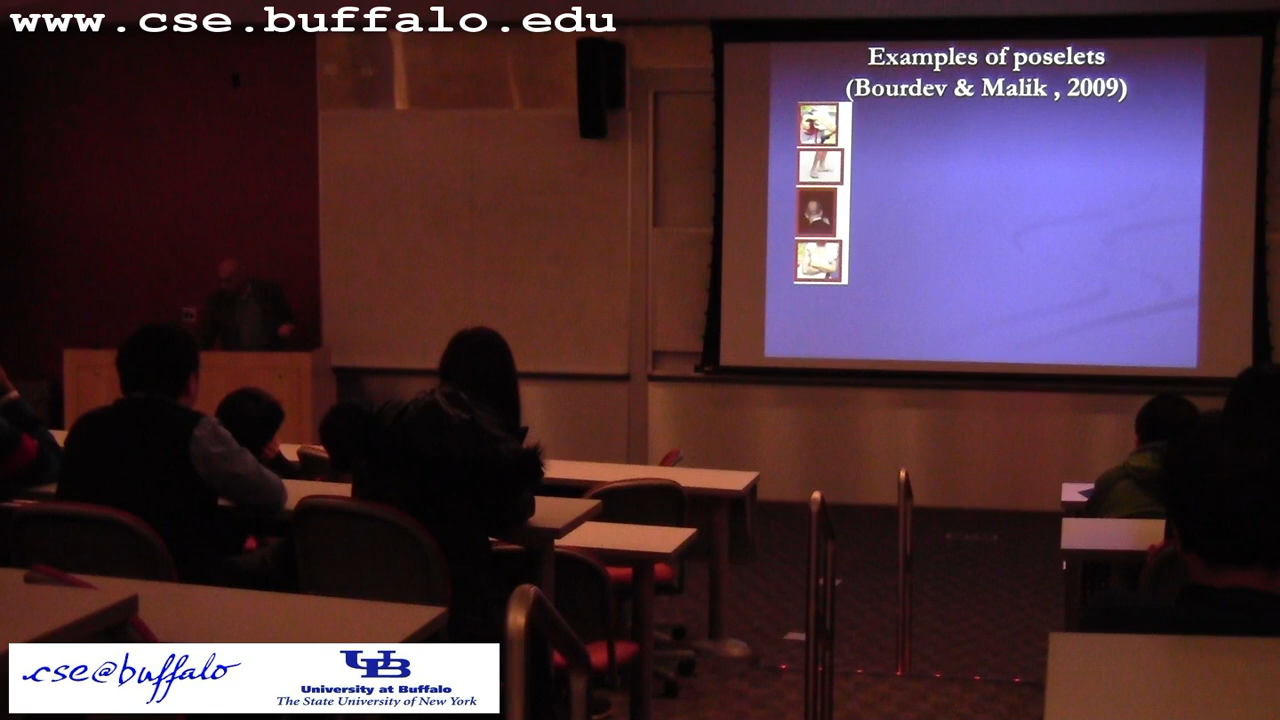 www.cse.buffalo.edu
Examples of poselets
(Bourdev & Malik , 2009)
cse@buffalo
UB
University at Buffalo
The State University of New York